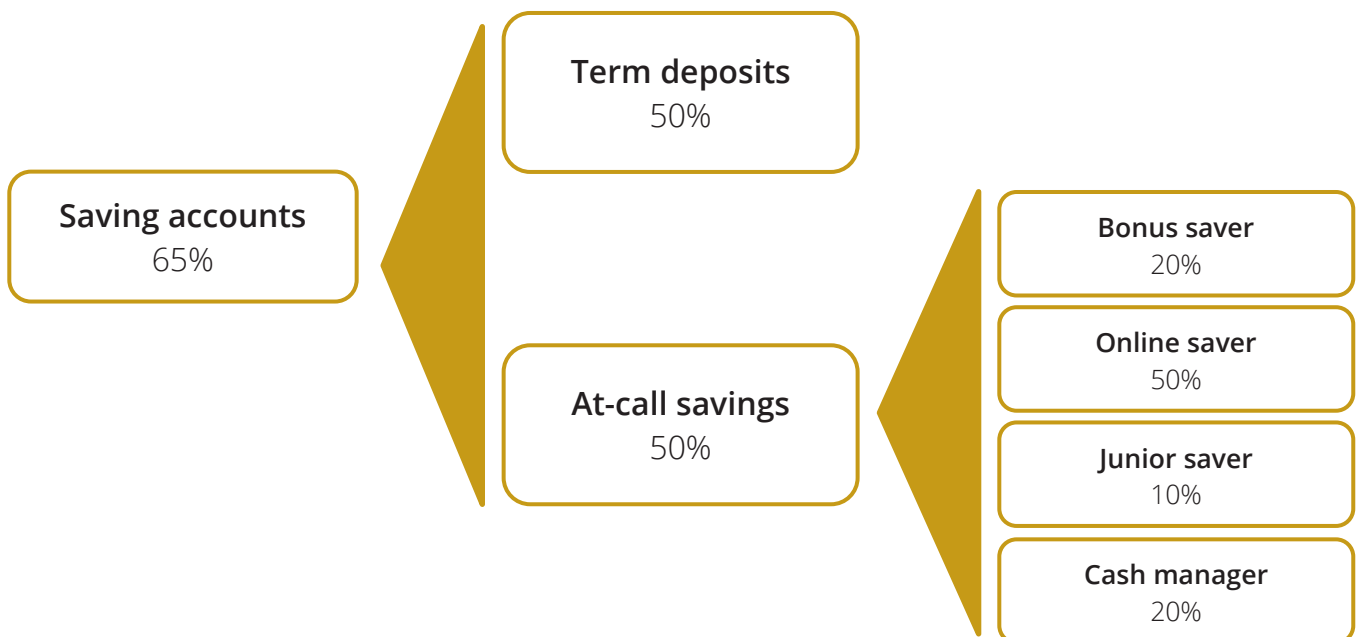 Term deposits
50%
Saving accounts
65%
At-call savings
50%
Bonus saver
20%
Online saver
50%
Junior saver
10%
Cash manager
20%